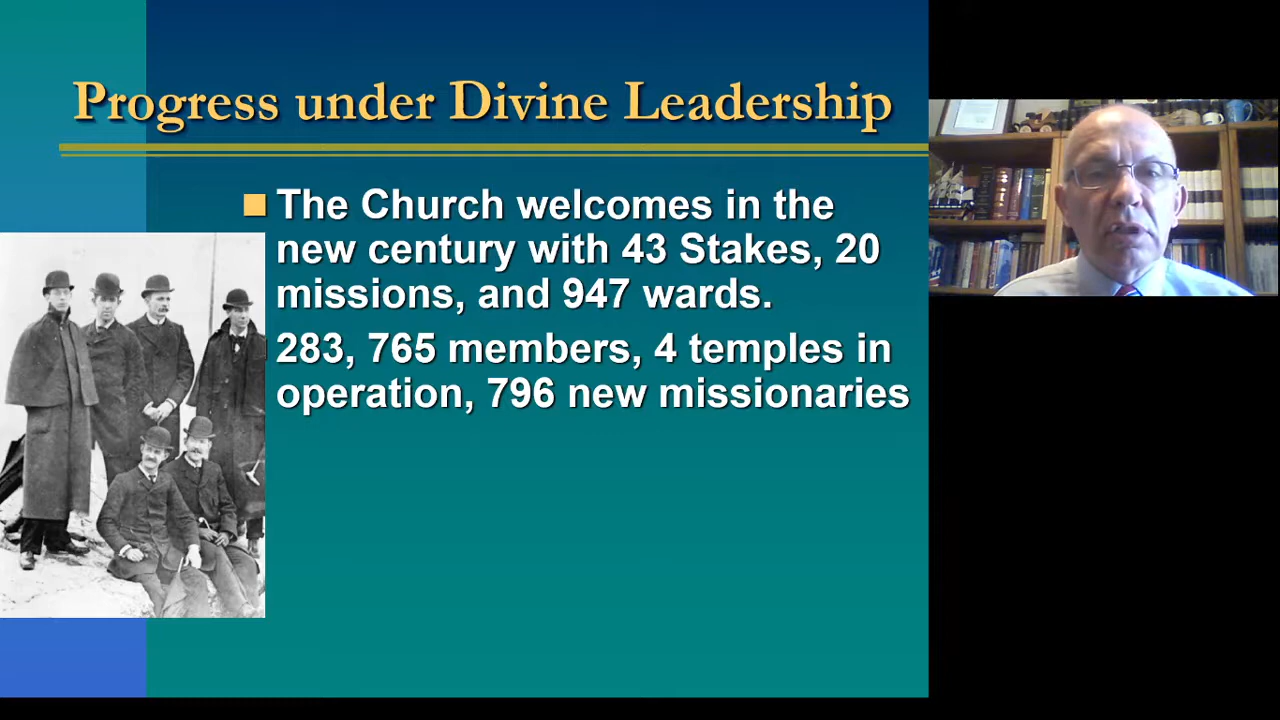 Progress under Divine Leadership
The Church welcomes in the
new century with 43 Stakes, 20
missions, and 947 wards.
283, 765 members, 4 temples in
operation, 796 new missionaries